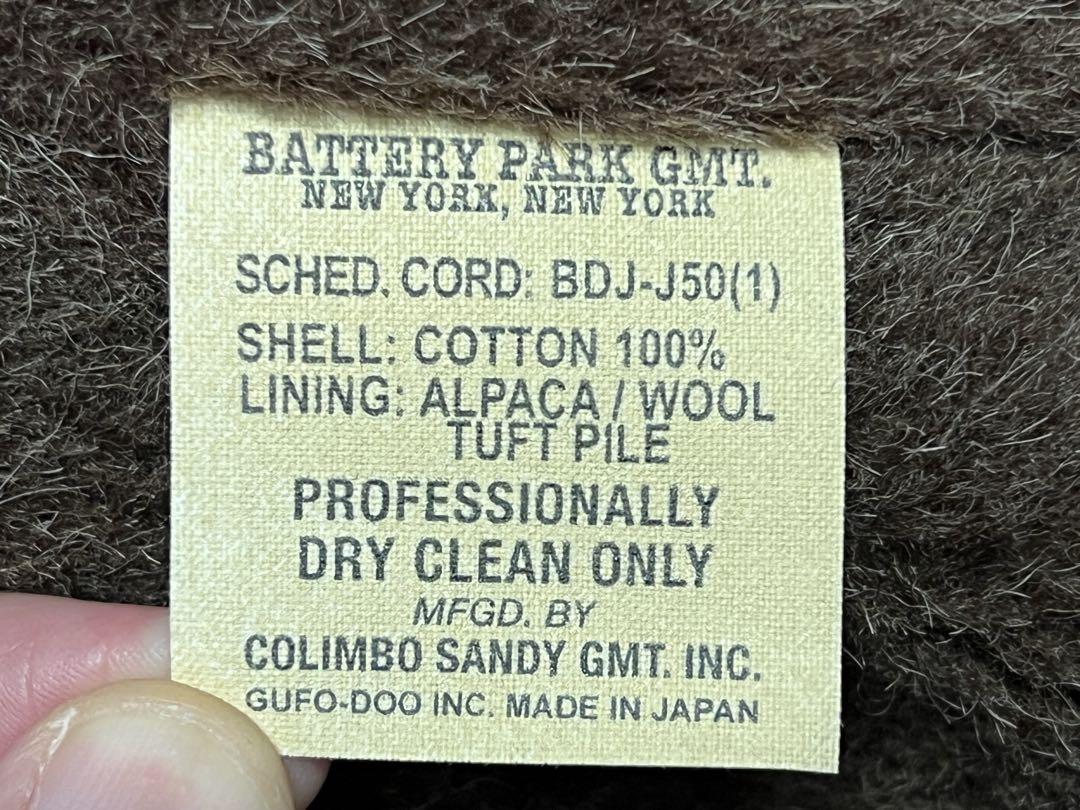 BATTERY PARK GMT.
NEW YORK, NEW YORK
SCHED. CORD: BDJ-J50(1)
SHELL: COTTON 100%
LINING: ALPACA / WOOL
TUFT PILE
PROFESSIONALLY
DRY CLEAN ONLY
MFGD. BY
COLIMBO SANDY GMT. INC.
GUFO-DOO INC. MADE IN JAPAN